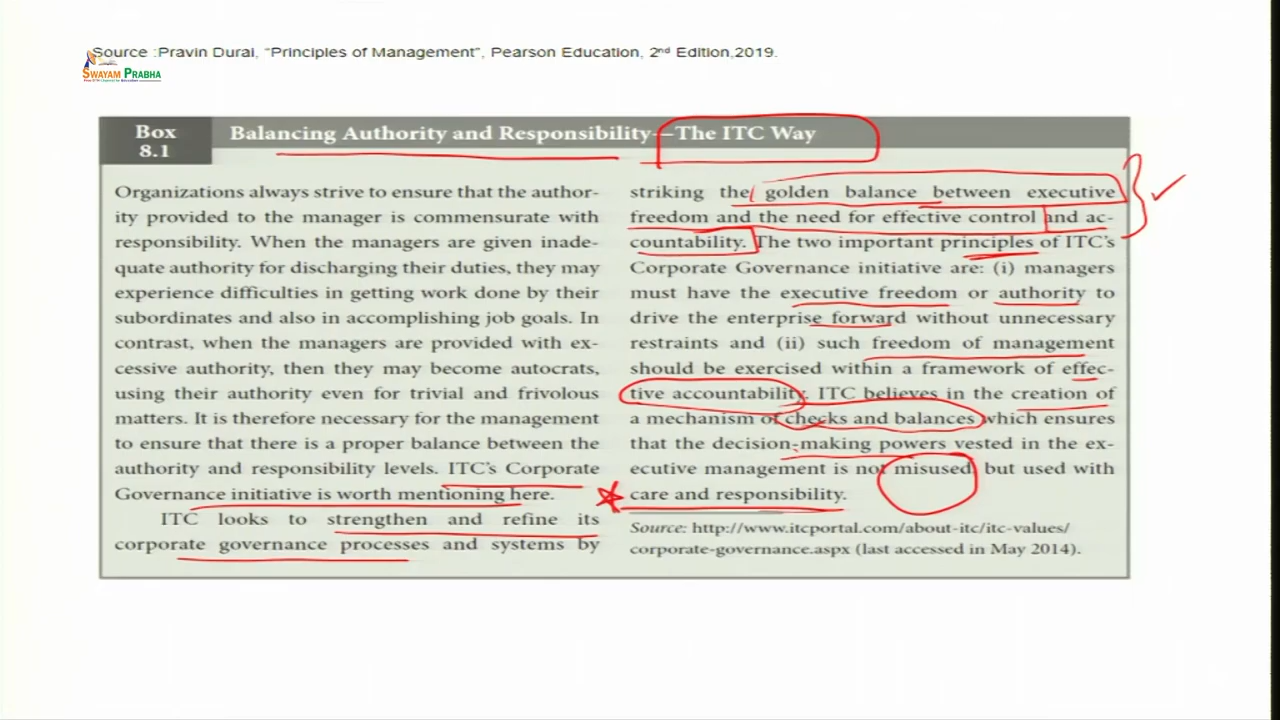 Source :Pravin Durai, "Principles of Management", Pearson Education, 2nd Edition,2019.
SWAYAM PRABHA
Box
8.1
Balancing Authority and Responsibility—The ITC Way
Organizations always strive to ensure that the author-
ity provided to the manager is commensurate with
responsibility. When the managers are given inade-
quate authority for discharging their duties, they may
experience difficulties in getting work done by their
subordinates and also in accomplishing job goals. In
contrast, when the managers are provided with ex-
cessive authority, then they may become autocrats,
using their authority even for trivial and frivolous
matters. It is therefore necessary for the management
to ensure that there is a proper balance between the
authority and responsibility levels. ITC's Corporate
Governance initiative is worth mentioning here.
ITC looks to strengthen and refine its
corporate governance processes and systems by
striking the golden balance between executive
freedom and the need for effective control and ac-
countability. The two important principles of ITC's
Corporate Governance initiative are: (i) managers
must have the executive freedom or authority to
drive the enterprise forward without unnecessary
restraints and (ii) such freedom of management
should be exercised within a framework of effec-
tive accountability. ITC believes in the creation of
a mechanism of checks and balances which ensures
that the decision-making powers vested in the ex-
ecutive management is not misused but used with
care and responsibility.
Source: http://www.itcportal.com/about-itc/itc-values/
corporate-governance.aspx (last accessed in May 2014).